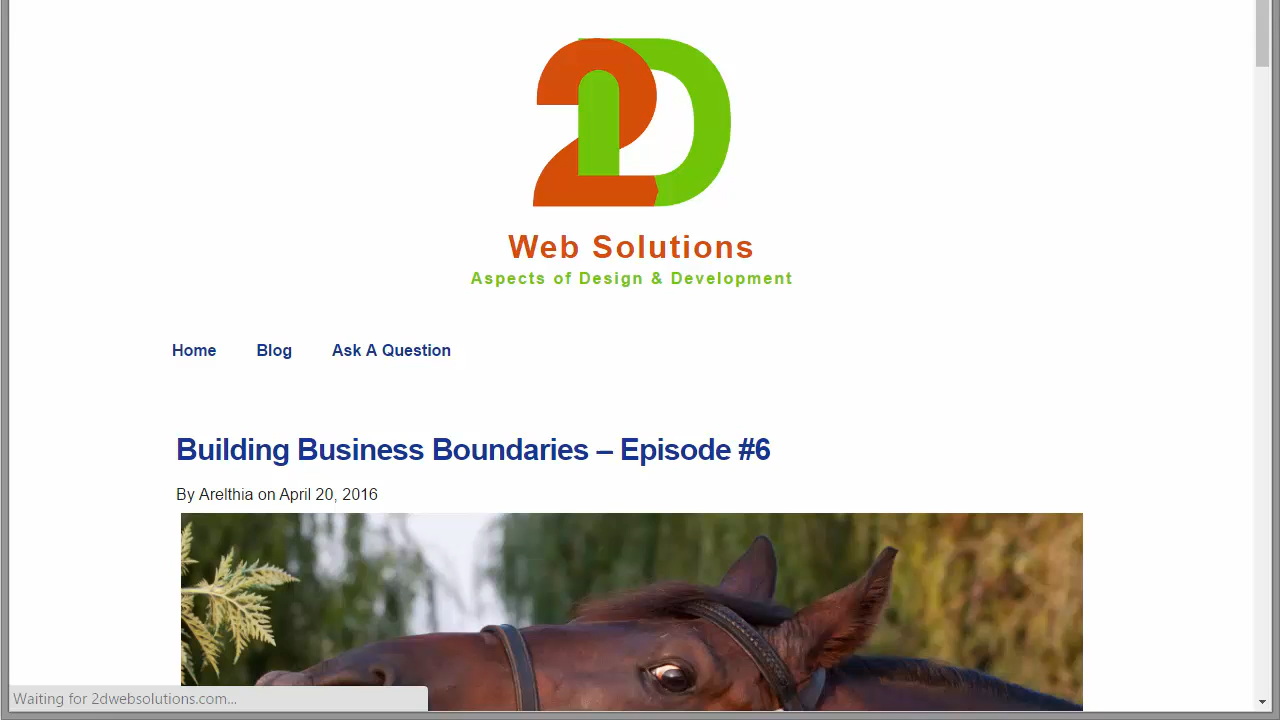 2D
Web Solutions
Aspects of Design & Development
Home Blog Ask A Question
Building Business Boundaries – Episode #6
By Arelthia on April 20, 2016
Waiting for 2dwebsolutions.com...